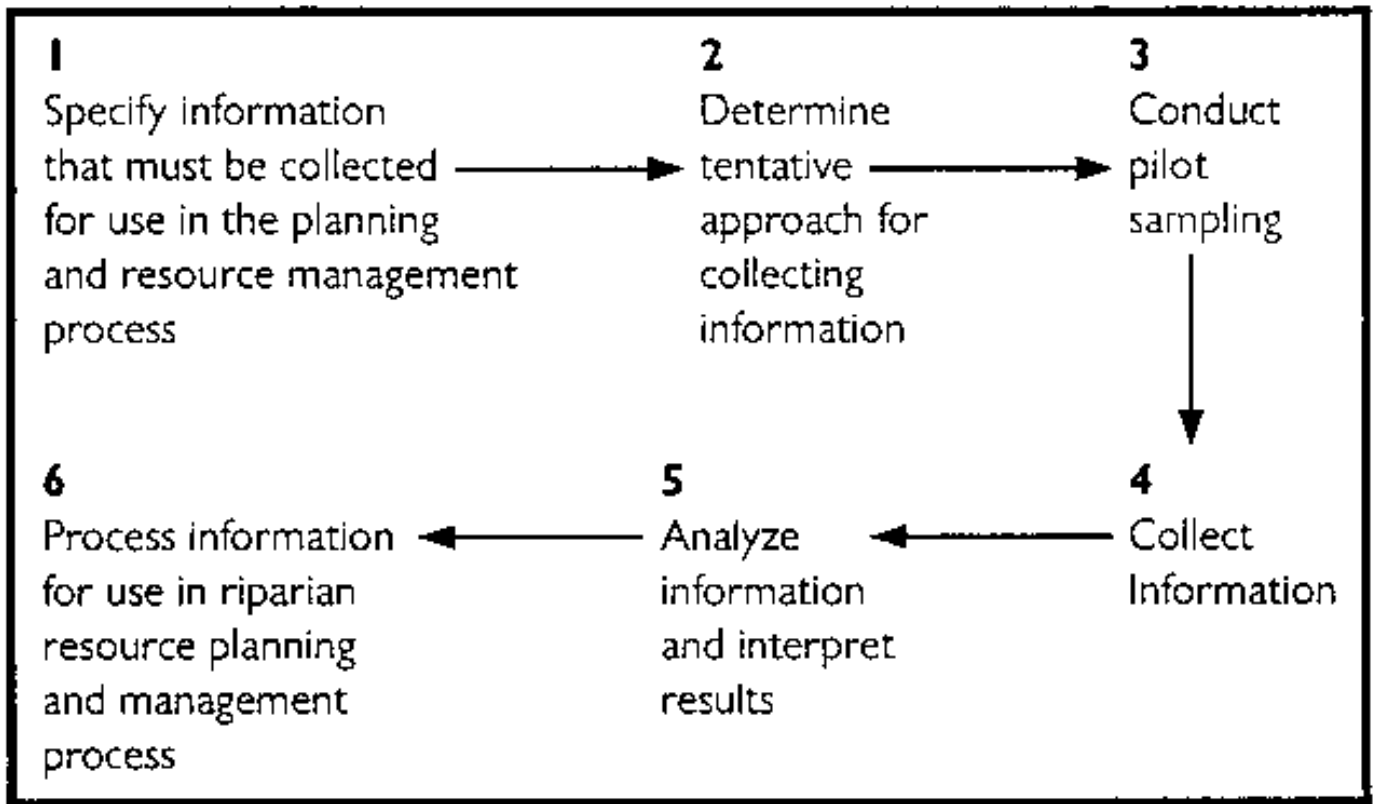 1
Specify information
that must be collected
for use in the planning
and resource management
process
2
Determine
tentative
approach for
collecting
information
3
Conduct
pilot
sampling
4
Collect
Information
5
Analyze
information
and interpret
results
6
Process information
for use in riparian
resource planning
and management
process